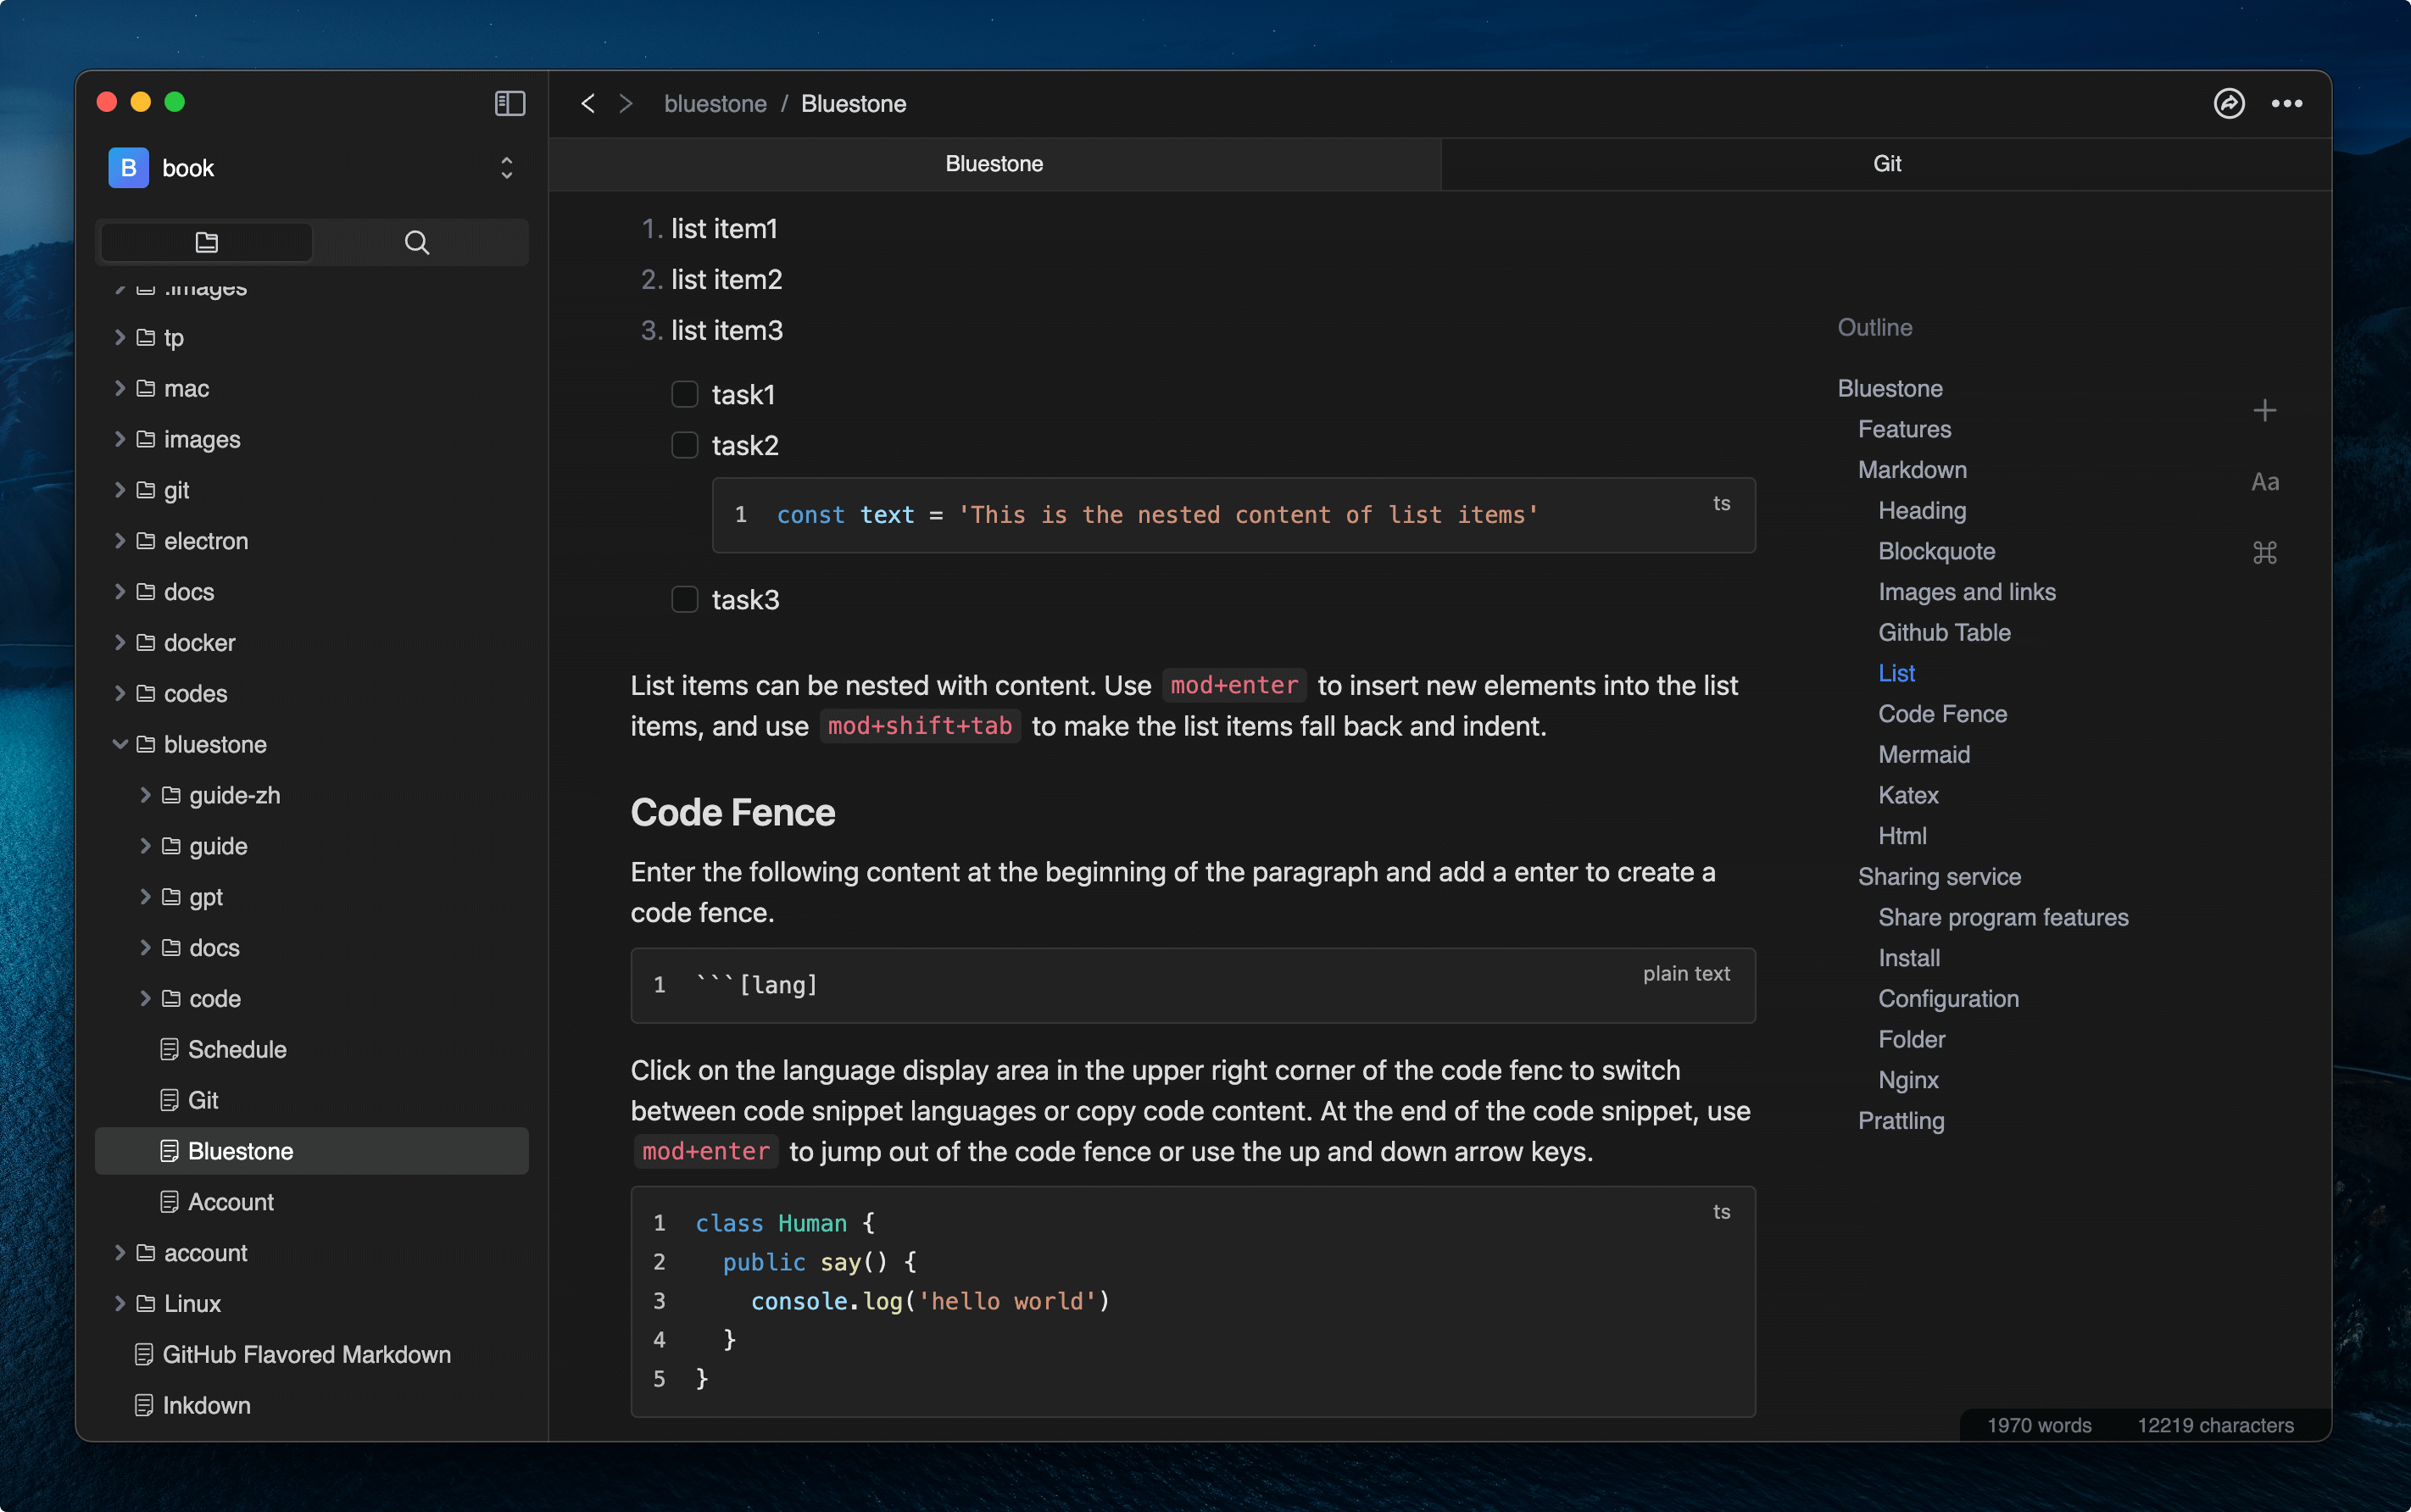 bluestone / Bluestone
B book
Bluestone
Git
.images
tp
mac
images
git
electron
docs
docker
codes
bluestone
guide-zh
guide
gpt
docs
code
Schedule
Git
Bluestone
Account
account
Linux
GitHub Flavored Markdown
Inkdown
1. list item1
2. list item2
3. list item3
task1
task2
ts
1 const text = 'This is the nested content of list items'
task3
List items can be nested with content. Use mod+enter to insert new elements into the list
items, and use mod+shift+tab to make the list items fall back and indent.
Code Fence
Enter the following content at the beginning of the paragraph and add a enter to create a
code fence.
plain text
1 ```[lang]
Click on the language display area in the upper right corner of the code fenc to switch
between code snippet languages or copy code content. At the end of the code snippet, use
mod+enter to jump out of the code fence or use the up and down arrow keys.
ts
1 class Human {
2 public say() {
3 console.log('hello world')
4 }
5 }
Outline
Bluestone
Features
Markdown
Heading
Blockquote
Images and links
Github Table
List
Code Fence
Mermaid
Katex
Html
Sharing service
Share program features
Install
Configuration
Folder
Nginx
Prattling
Aa
⌘
1970 words 12219 characters